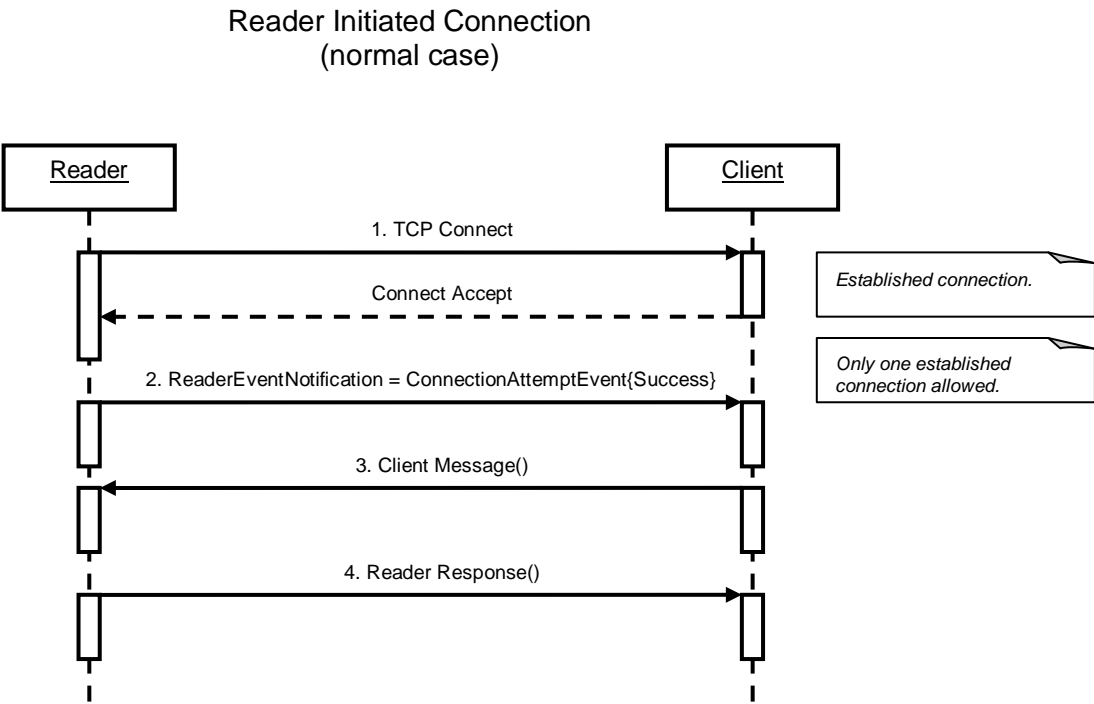 Reader Initiated Connection
(normal case)
Reader
Client
1. TCP Connect
Established connection.
Connect Accept
Only one established
connection allowed.
2. ReaderEventNotification = ConnectionAttemptEvent{Success}
3. Client Message()
4. Reader Response()